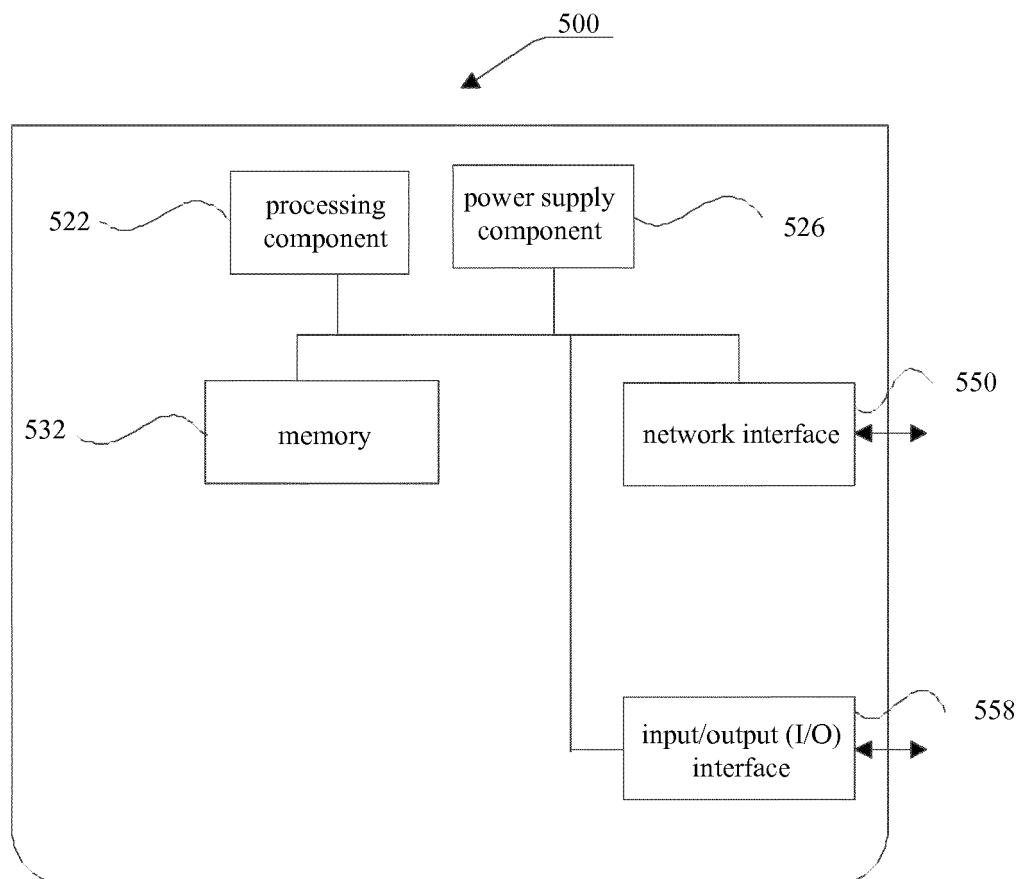 500
522
processing
component
power supply
component
526
532
memory
network interface
550
input/output (I/O)
interface
558